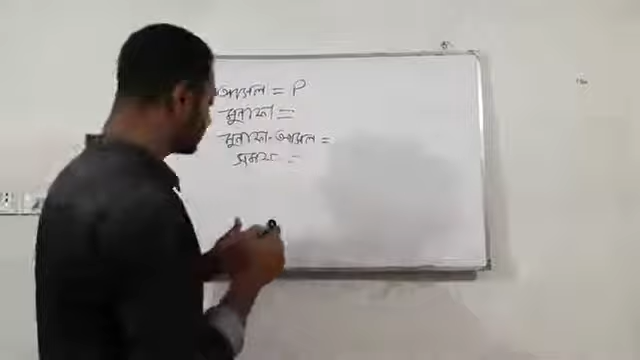 আসল = P
মুনাফা =
মুনাফা-আসল =
সময় =